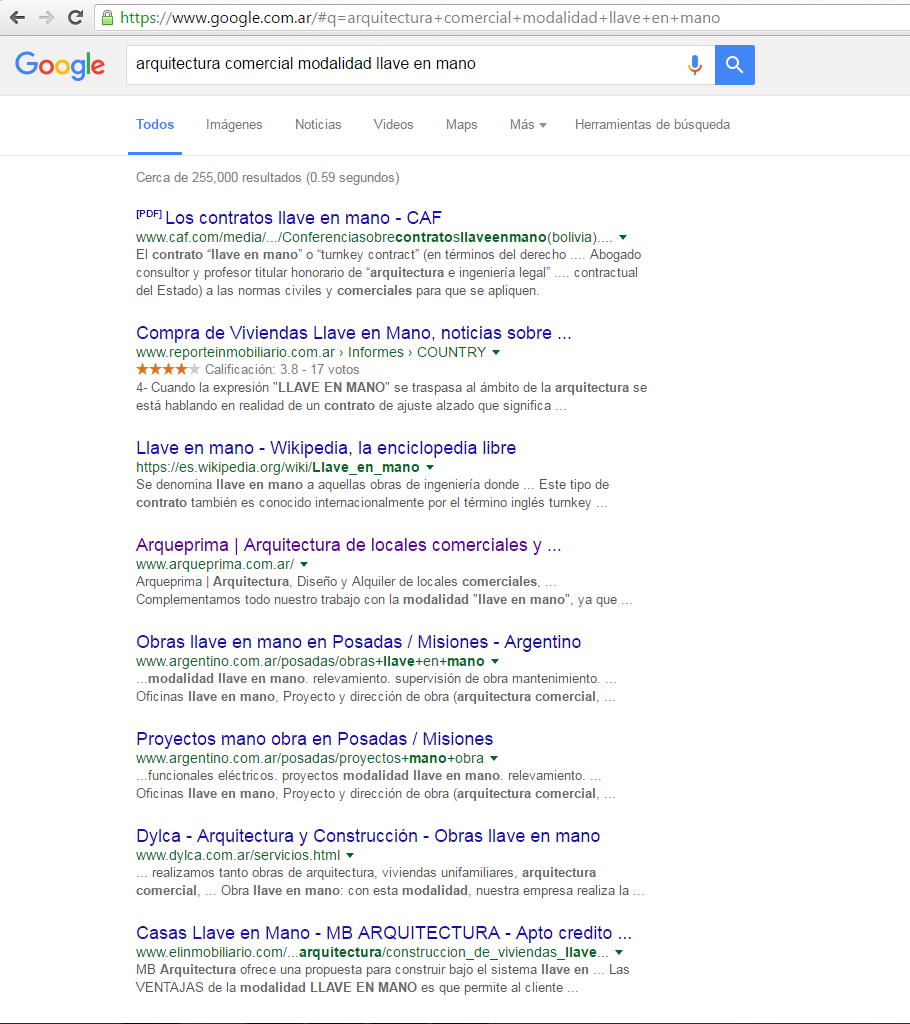 https://www.google.com.ar/#q=arquitectura+comercial+modalidad+llave+en+mano
Google
arquitectura comercial modalidad llave en mano
Todos Imágenes Noticias Videos Maps Más Herramientas de búsqueda
Cerca de 255,000 resultados (0.59 segundos)
[PDF] Los contratos llave en mano - CAF
www.caf.com/media/.../Conferenciasobrecontratosllaveenmano(bolivia)....
El contrato “llave en mano” o “turnkey contract” (en términos del derecho .... Abogado
consultor y profesor titular honorario de “arquitectura e ingeniería legal” .... contractual
del Estado) a las normas civiles y comerciales para que se apliquen.
Compra de Viviendas Llave en Mano, noticias sobre ...
www.reporteinmobiliario.com.ar › Informes › COUNTRY
Calificación: 3.8 - 17 votos
4- Cuando la expresión "LLAVE EN MANO" se traspasa al ámbito de la arquitectura se
está hablando en realidad de un contrato de ajuste alzado que significa ...
Llave en mano - Wikipedia, la enciclopedia libre
https://es.wikipedia.org/wiki/Llave_en_mano
Se denomina llave en mano a aquellas obras de ingeniería donde ... Este tipo de
contrato también es conocido internacionalmente por el término inglés turnkey ...
Arqueprima | Arquitectura de locales comerciales y ...
www.arqueprima.com.ar/
Arqueprima | Arquitectura, Diseño y Alquiler de locales comerciales, ...
Complementamos todo nuestro trabajo con la modalidad "llave en mano", ya que ...
Obras llave en mano en Posadas / Misiones - Argentino
www.argentino.com.ar/posadas/obras+llave+en+mano
...modalidad llave en mano. relevamiento. supervisión de obra mantenimiento. ...
Oficinas llave en mano, Proyecto y dirección de obra (arquitectura comercial, ...
Proyectos mano obra en Posadas / Misiones
www.argentino.com.ar/posadas/proyectos+mano+obra
...funcionales eléctricos. proyectos modalidad llave en mano. relevamiento. ...
Oficinas llave en mano, Proyecto y dirección de obra (arquitectura comercial, ...
Dylca - Arquitectura y Construcción - Obras llave en mano
www.dylca.com.ar/servicios.html
... realizamos tanto obras de arquitectura, viviendas unifamiliares, arquitectura
comercial, ... Obra llave en mano: con esta modalidad, nuestra empresa realiza la ...
Casas Llave en Mano - MB ARQUITECTURA - Apto credito ...
www.elinmobiliario.com/...arquitectura/construccion_de_viviendas_llave...
MB Arquitectura ofrece una propuesta para construir bajo el sistema llave en ... Las
VENTAJAS de la modalidad LLAVE EN MANO es que permite al cliente ...